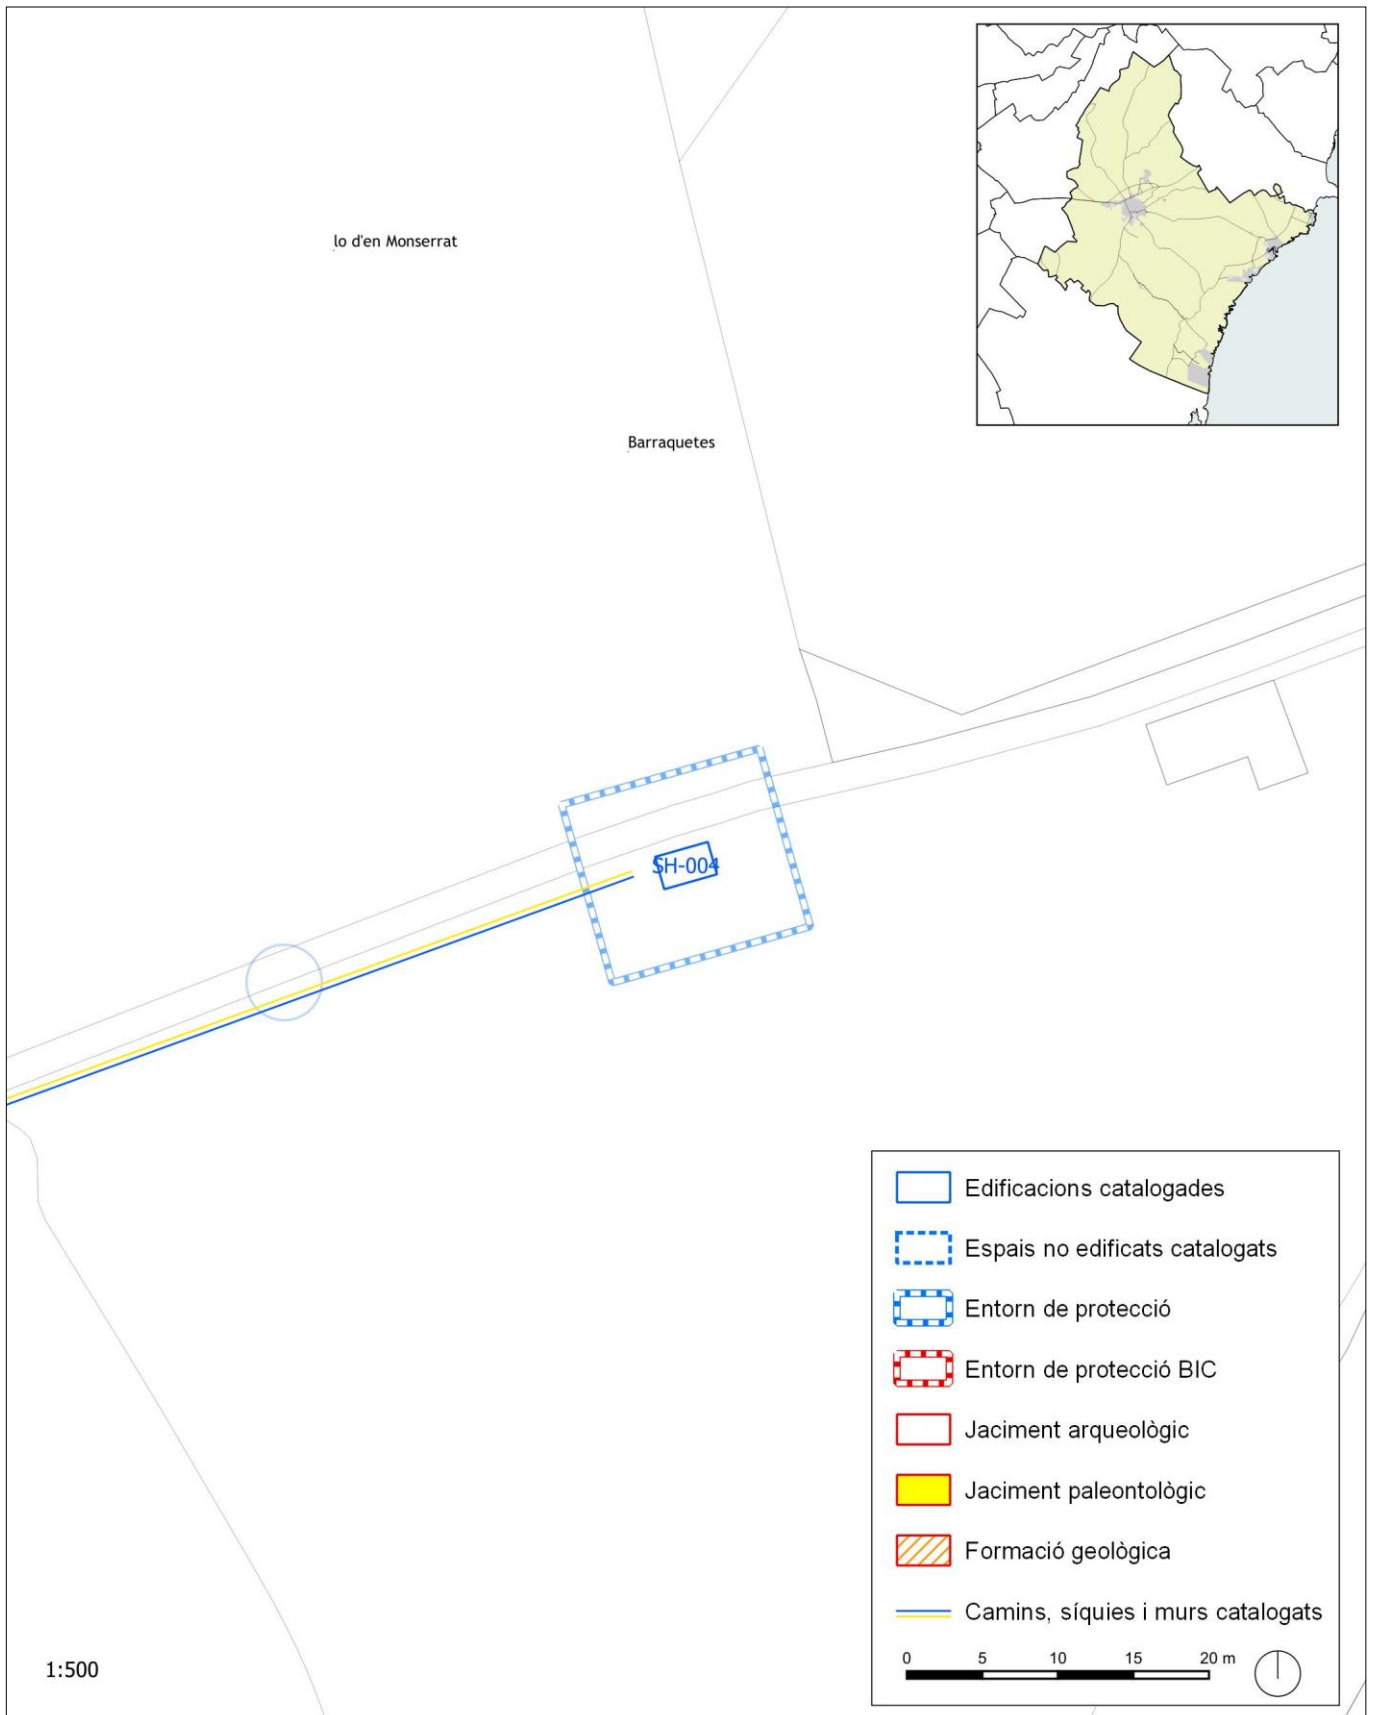 lo d'en Monserrat
Barraquetes
SH-004
Edificacions catalogades
Espais no edificats catalogats
Entorn de protecció
Entorn de protecció BIC
Jaciment arqueològic
Jaciment paleontològic
Formació geològica
Camins, síquies i murs catalogats
0 5 10 15 20 m
1:500